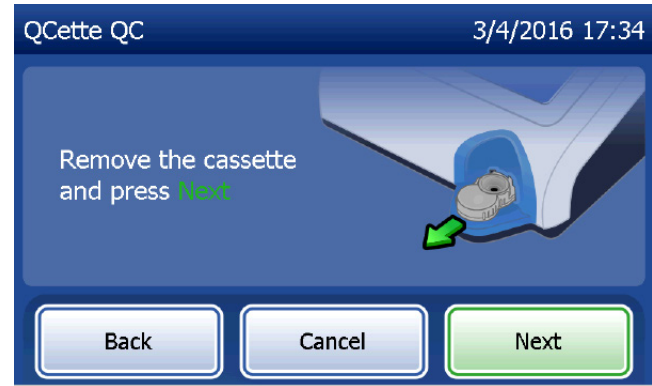 QCette QC 3/4/2016 17:34
Remove the cassette
and press Next
Back Cancel Next